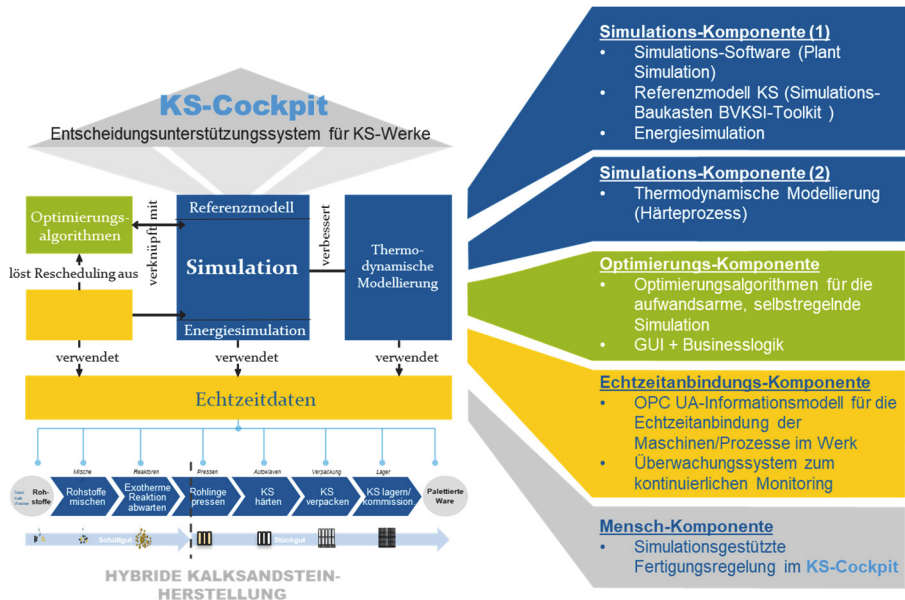 KS-Cockpit
Entscheidungsunterstützungssystem für KS-Werke
Optimierungs-
algorithmen
verknüpft mit
Referenzmodell
Simulation
Energiesimulation
verbessert
Thermo-
dynamische
Modellierung
löst Rescheduling aus
verwendet
verwendet
verwendet
Echtzeitdaten
Mische
Reaktoren
Pressen
Autoklaven
Verpackung
Lager
Roh-
stoffe
Rohstoffe
mischen
Exotherme
Reaktion
abwarten
Rohlinge
pressen
KS
härten
KS
verpacken
KS lagern/
kommission.
Palettierte
Ware
Schüttgut
Stückgut
HYBRIDE KALKSANDSTEIN-
HERSTELLUNG
Simulations-Komponente (1)
• Simulations-Software (Plant
Simulation)
• Referenzmodell KS (Simulations-
Baukasten BVKSI-Toolkit )
• Energiesimulation
Simulations-Komponente (2)
• Thermodynamische Modellierung
(Härteprozess)
Optimierungs-Komponente
• Optimierungsalgorithmen für die
aufwandsarme, selbstregelnde
Simulation
• GUI + Businesslogik
Echtzeitanbindungs-Komponente
• OPC UA-Informationsmodell für die
Echtzeitanbindung der
Maschinen/Prozesse im Werk
• Überwachungssystem zum
kontinuierlichen Monitoring
Mensch-Komponente
• Simulationsgestützte
Fertigungsregelung im KS-Cockpit